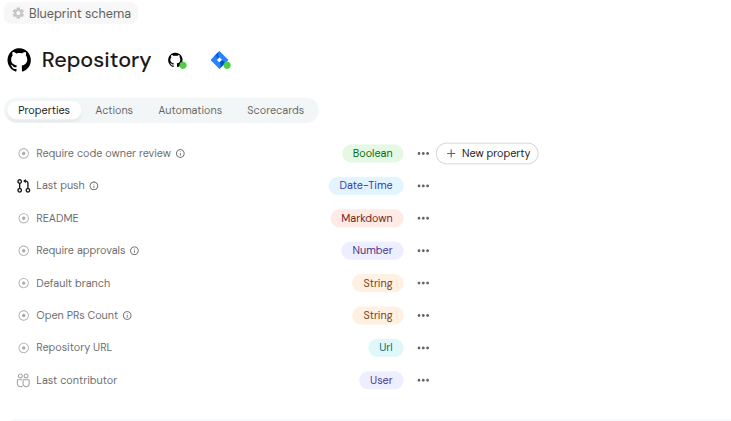 Blueprint schema
Repository
Properties Actions Automations Scorecards
Require code owner review Boolean New property
Last push Date-Time
README Markdown
Require approvals Number
Default branch String
Open PRs Count String
Repository URL Url
Last contributor User